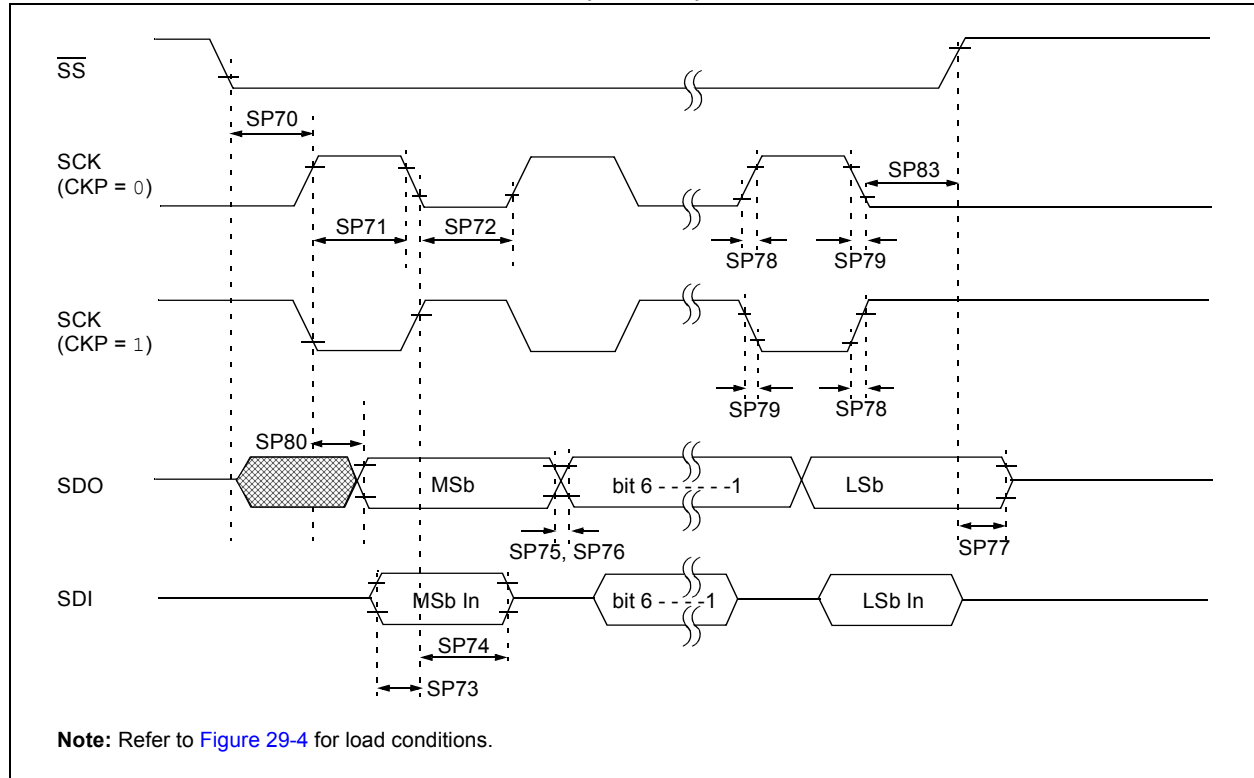 SS
SP70
SCK
(CKP = 0)
SP83
SP71
SP72
SP78
SP79
SCK
(CKP = 1)
SP79
SP78
SP80
SDO
MSb
bit 6 - - - - - -1
LSb
SP75, SP76
SP77
SDI
MSb In
bit 6 - - - - -1
LSb In
SP74
SP73
Note: Refer to Figure 29-4 for load conditions.